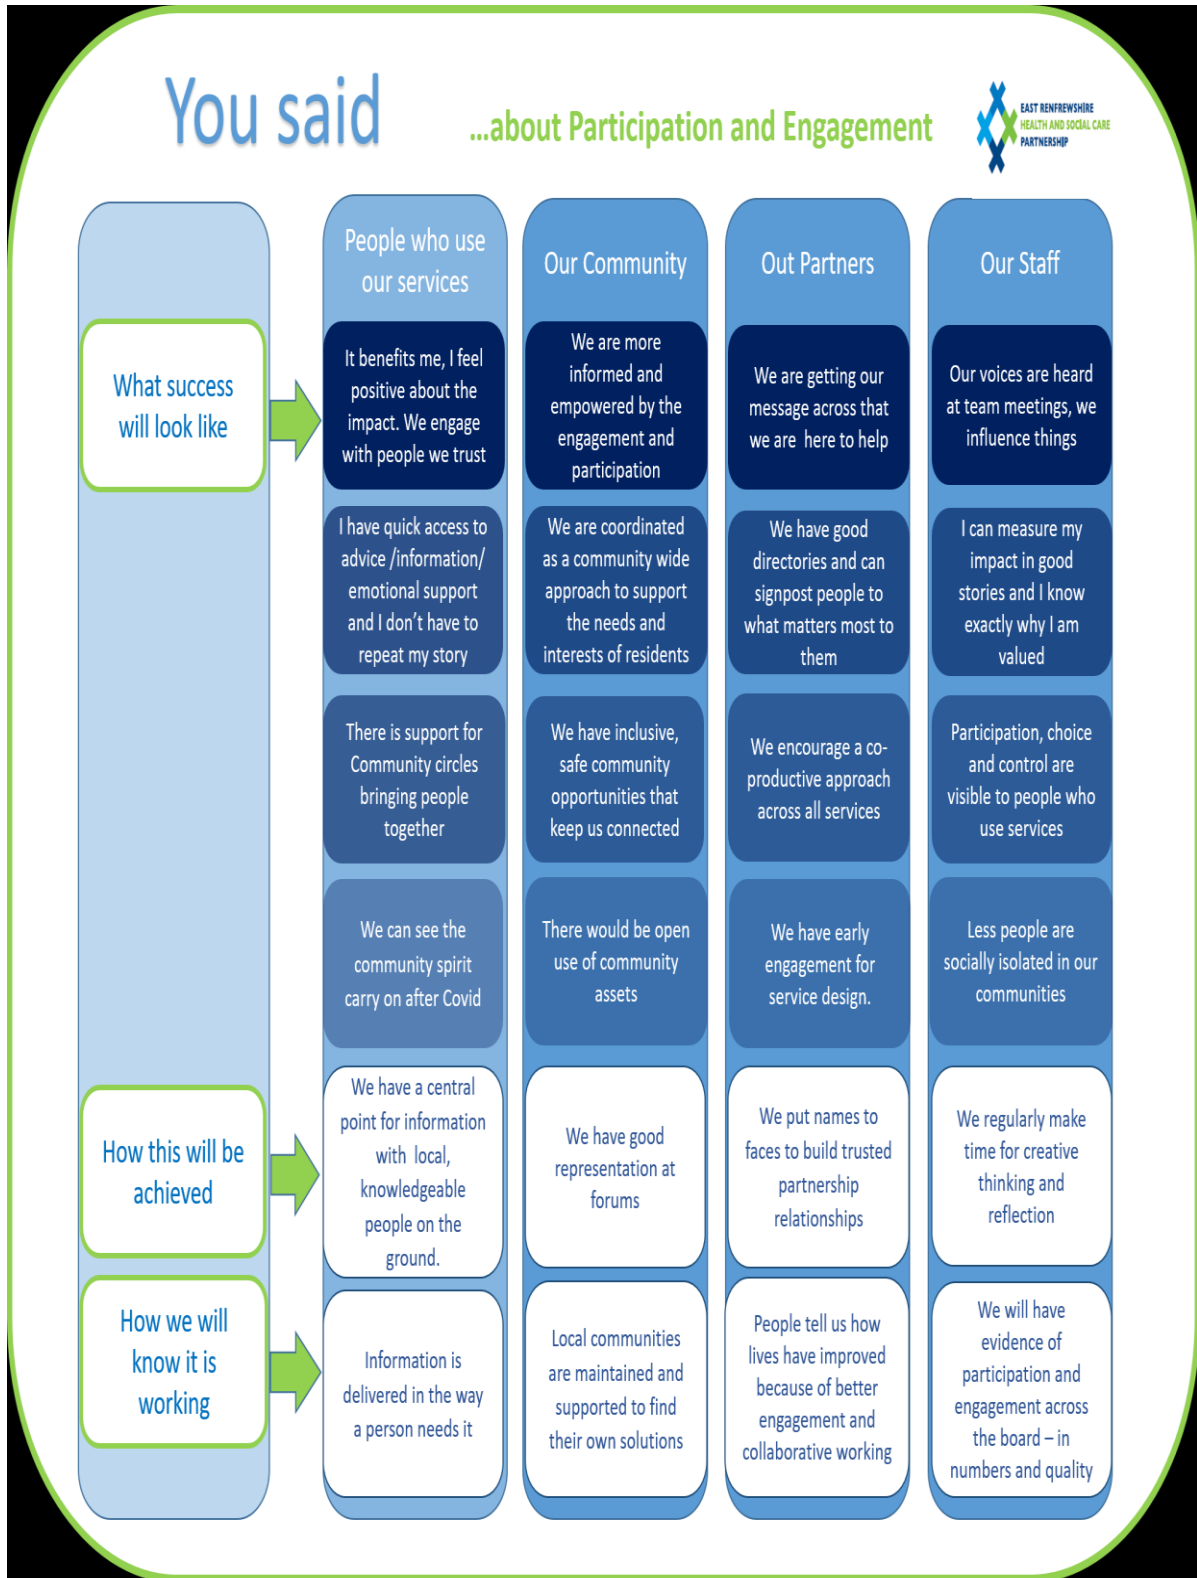 You said
...about Participation and Engagement
EAST RENFREWSHIRE
HEALTH AND SOCIAL CARE
PARTNERSHIP
People who use
our services
Our Community
Out Partners
Our Staff
What success
will look like
It benefits me, I feel
positive about the
impact. We engage
with people we trust
We are more
informed and
empowered by the
engagement and
participation
We are getting our
message across that
we are here to help
Our voices are heard
at team meetings, we
influence things
I have quick access to
advice /information/
emotional support
and I don't have to
repeat my story
We are coordinated
as a community wide
approach to support
the needs and
interests of residents
We have good
directories and can
signpost people to
what matters most to
them
I can measure my
impact in good
stories and I know
exactly why I am
valued
There is support for
Community circles
bringing people
together
We have inclusive,
safe community
opportunities that
keep us connected
We encourage a co-
productive approach
across all services
Participation, choice
and control are
visible to people who
use services
We can see the
community spirit
carry on after Covid
There would be open
use of community
assets
We have early
engagement for
service design.
Less people are
socially isolated in our
communities
How this will be
achieved
We have a central
point for information
with local,
knowledgeable
people on the
ground.
We have good
representation at
forums
We put names to
faces to build trusted
partnership
relationships
We regularly make
time for creative
thinking and
reflection
How we will
know it is
working
Information is
delivered in the way
a person needs it
Local communities
are maintained and
supported to find
their own solutions
People tell us how
lives have improved
because of better
engagement and
collaborative working
We will have
evidence of
participation and
engagement across
the board – in
numbers and quality